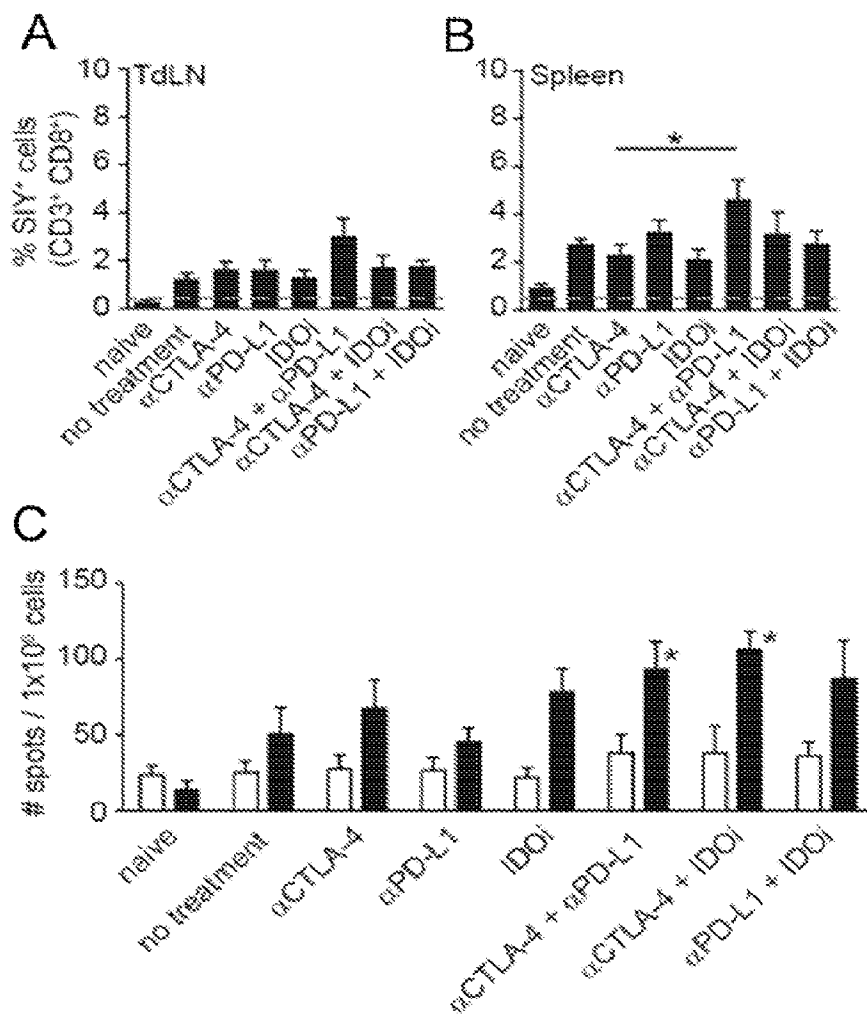 A
TdLN
10
8
6
4
2
0
% SIY⁺ cells
(CD3⁺ CD8⁺)
naive
no treatment
αCTLA-4
αPD-L1
IDOi
αCTLA-4 + αPD-L1
αCTLA-4 + IDOi
αPD-L1 + IDOi
B
Spleen
10
8
6
4
2
0
*
naive
no treatment
αCTLA-4
αPD-L1
IDOi
αCTLA-4 + αPD-L1
αCTLA-4 + IDOi
αPD-L1 + IDOi
C
150
100
50
0
# spots / 1x10⁶ cells
*
*
naive
no treatment
αCTLA-4
αPD-L1
IDOi
αCTLA-4 + αPD-L1
αCTLA-4 + IDOi
αPD-L1 + IDOi